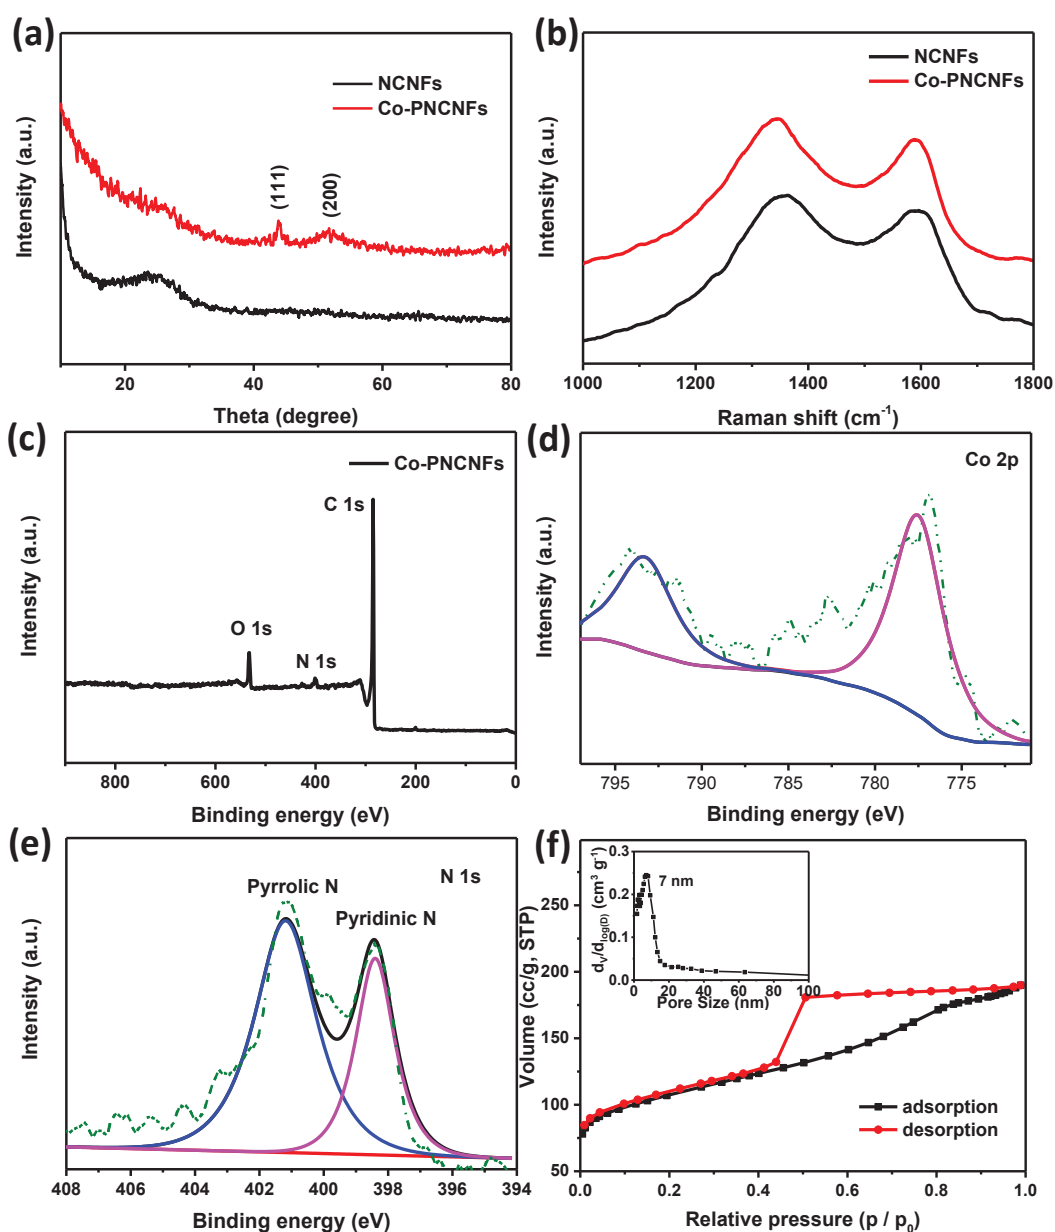 (a)
NCNFs
Co-PNCNFs
(111)
(200)
Intensity (a.u.)
20 40 60 80
Theta (degree)
(b)
NCNFs
Co-PNCNFs
Intensity (a.u.)
1000 1200 1400 1600 1800
Raman shift (cm⁻¹)
(c)
Co-PNCNFs
C 1s
O 1s
N 1s
Intensity (a.u.)
800 600 400 200 0
Binding energy (eV)
(d)
Co 2p
Intensity (a.u.)
795 790 785 780 775
Binding energy (eV)
(e)
N 1s
Pyrrolic N
Pyridinic N
Intensity (a.u.)
408 406 404 402 400 398 396 394
Binding energy (eV)
(f)
0.3
0.2
0.1
0.0
dV/dlog(D) (cm³ g⁻¹)
7 nm
0 20 40 60 80 100
Pore Size (nm)
250
200
150
100
50
Volume (cc/g, STP)
adsorption
desorption
0.0 0.2 0.4 0.6 0.8 1.0
Relative pressure (p / p₀)